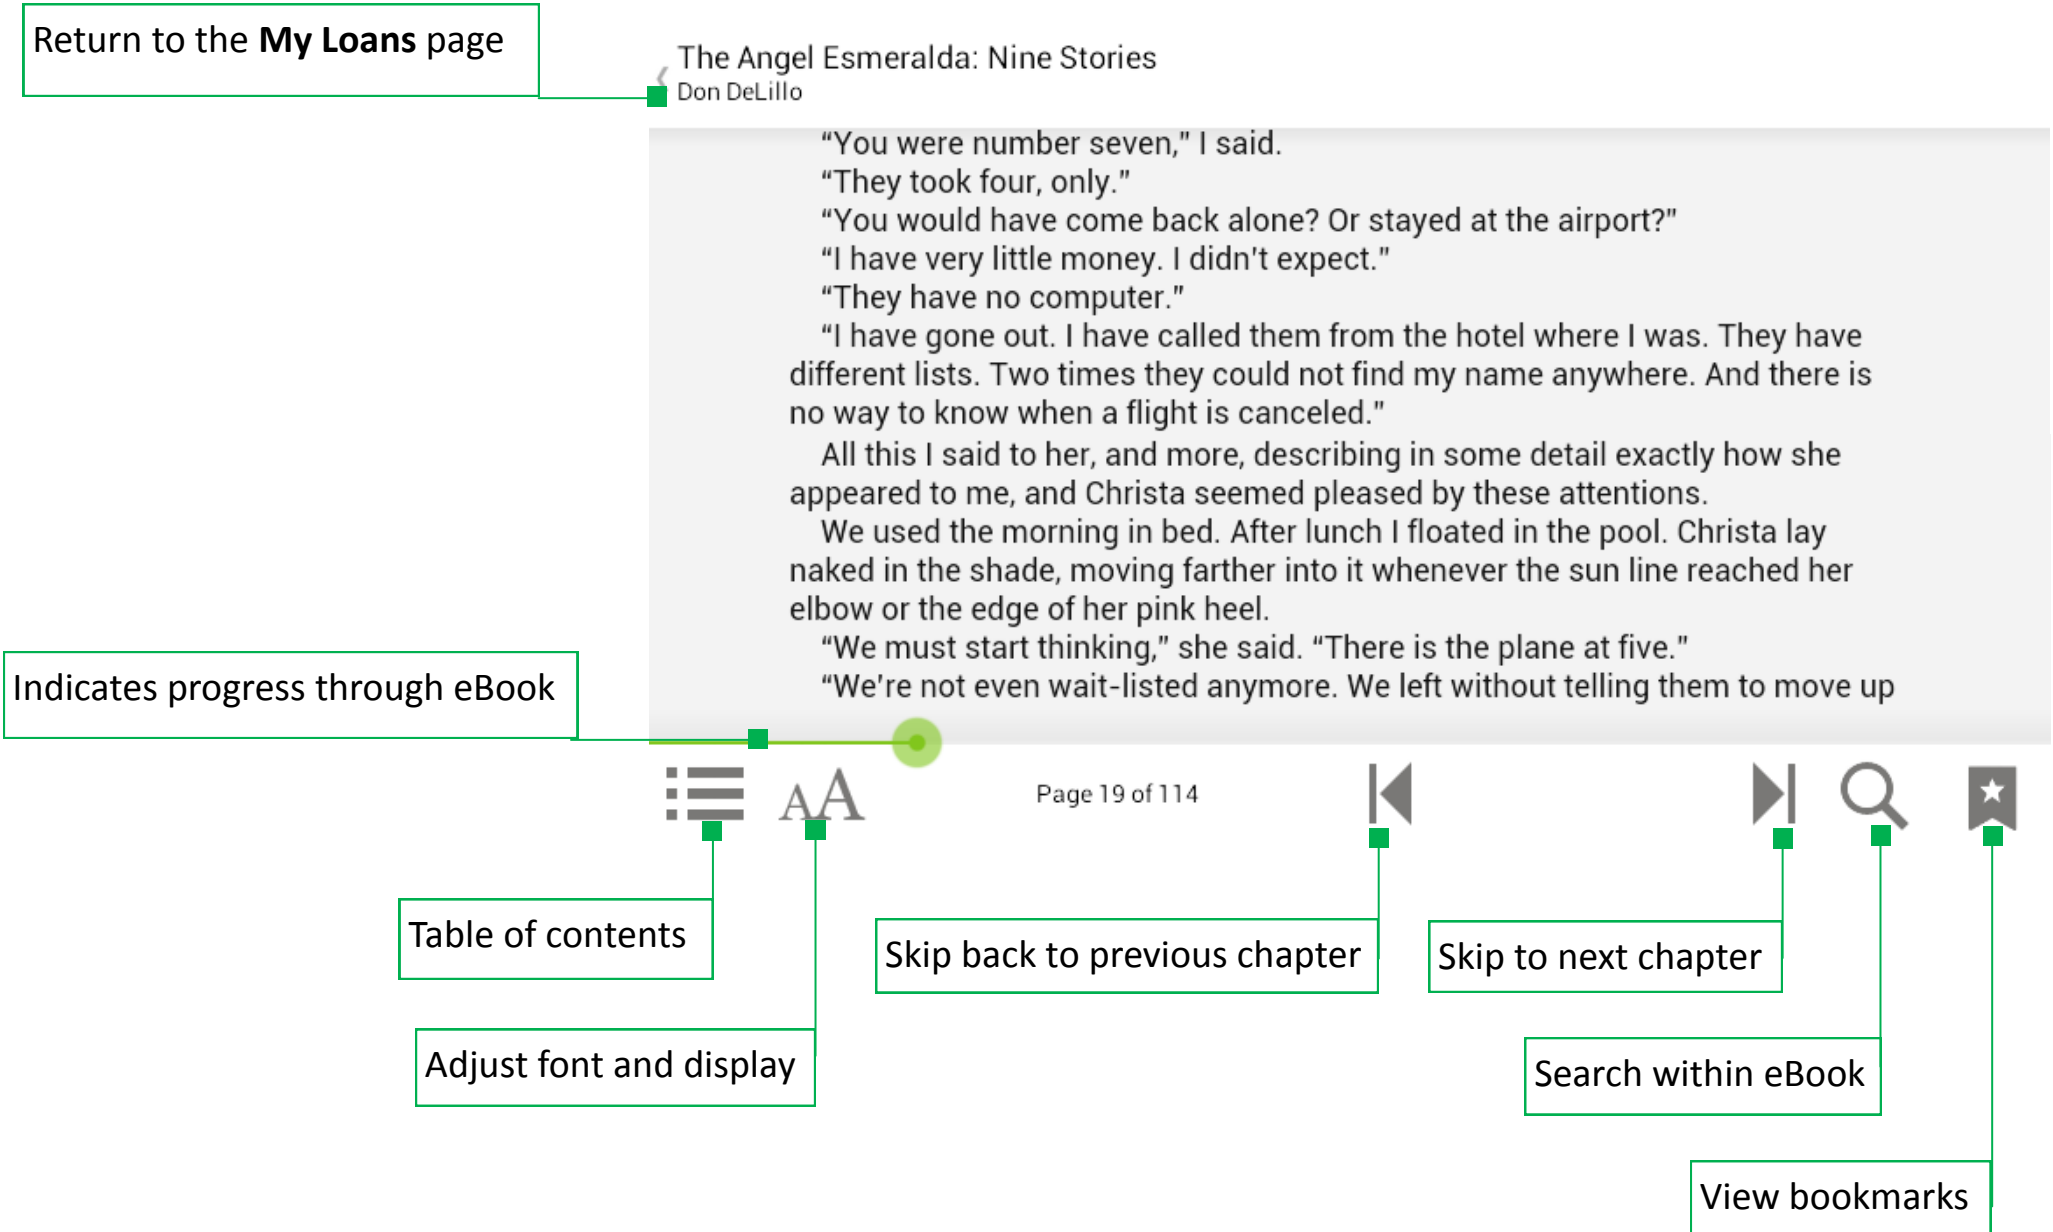 Return to the My Loans page
The Angel Esmeralda: Nine Stories
Don DeLillo
“You were number seven," I said.
“They took four, only."
“You would have come back alone? Or stayed at the airport?"
“I have very little money. I didn't expect."
“They have no computer."
“I have gone out. I have called them from the hotel where I was. They have
different lists. Two times they could not find my name anywhere. And there is
no way to know when a flight is canceled."
All this I said to her, and more, describing in some detail exactly how she
appeared to me, and Christa seemed pleased by these attentions.
We used the morning in bed. After lunch I floated in the pool. Christa lay
naked in the shade, moving farther into it whenever the sun line reached her
elbow or the edge of her pink heel.
“We must start thinking," she said. “There is the plane at five."
“We're not even wait-listed anymore. We left without telling them to move up
Indicates progress through eBook
AA
Page 19 of 114
Table of contents
Skip back to previous chapter
Skip to next chapter
Adjust font and display
Search within eBook
View bookmarks